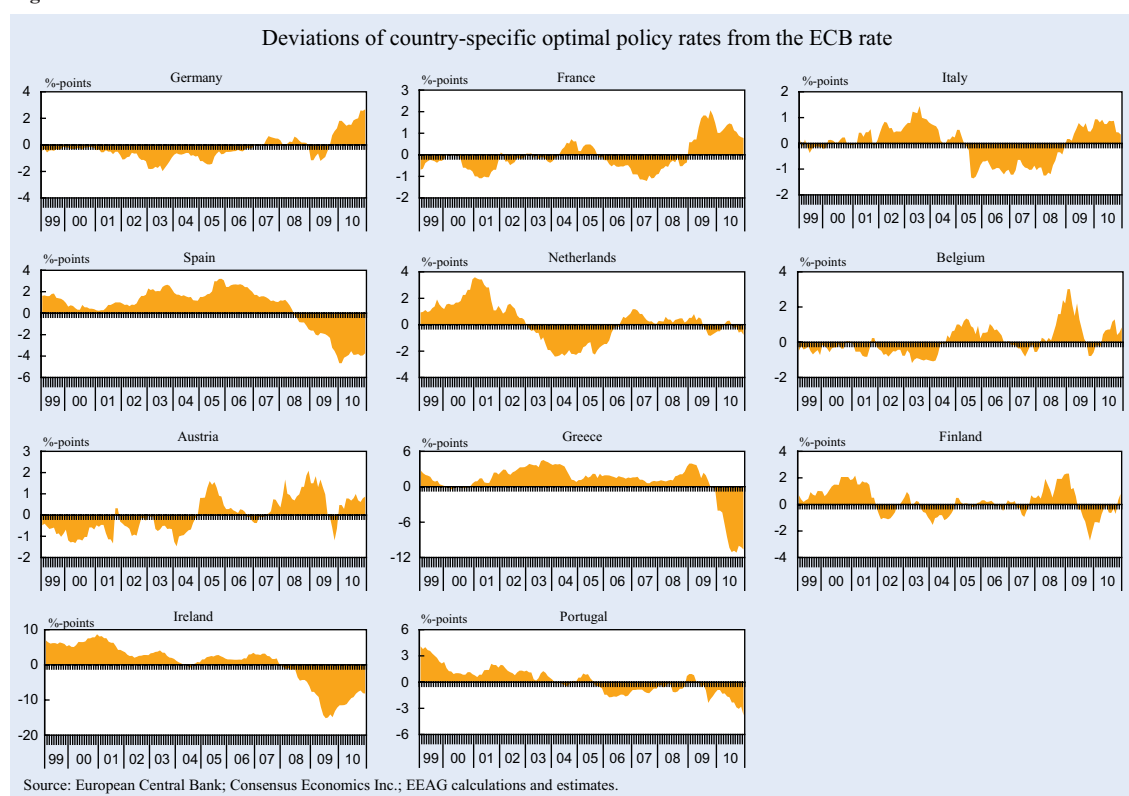 Deviations of country-specific optimal policy rates from the ECB rate
%-points Germany
4
2
0
-2
-4
99 00 01 02 03 04 05 06 07 08 09 10
%-points France
3
2
1
0
-1
-2
99 00 01 02 03 04 05 06 07 08 09 10
%-points Italy
2
1
0
-1
-2
99 00 01 02 03 04 05 06 07 08 09 10
%-points Spain
4
2
0
-2
-4
-6
99 00 01 02 03 04 05 06 07 08 09 10
%-points Netherlands
4
2
0
-2
-4
99 00 01 02 03 04 05 06 07 08 09 10
%-points Belgium
4
2
0
-2
99 00 01 02 03 04 05 06 07 08 09 10
%-points Austria
3
2
1
0
-1
-2
99 00 01 02 03 04 05 06 07 08 09 10
%-points Greece
6
0
-6
-12
99 00 01 02 03 04 05 06 07 08 09 10
%-points Finland
4
2
0
-2
-4
99 00 01 02 03 04 05 06 07 08 09 10
%-points Ireland
10
0
-10
-20
99 00 01 02 03 04 05 06 07 08 09 10
%-points Portugal
6
3
0
-3
-6
99 00 01 02 03 04 05 06 07 08 09 10
Source: European Central Bank; Consensus Economics Inc.; EEAG calculations and estimates.